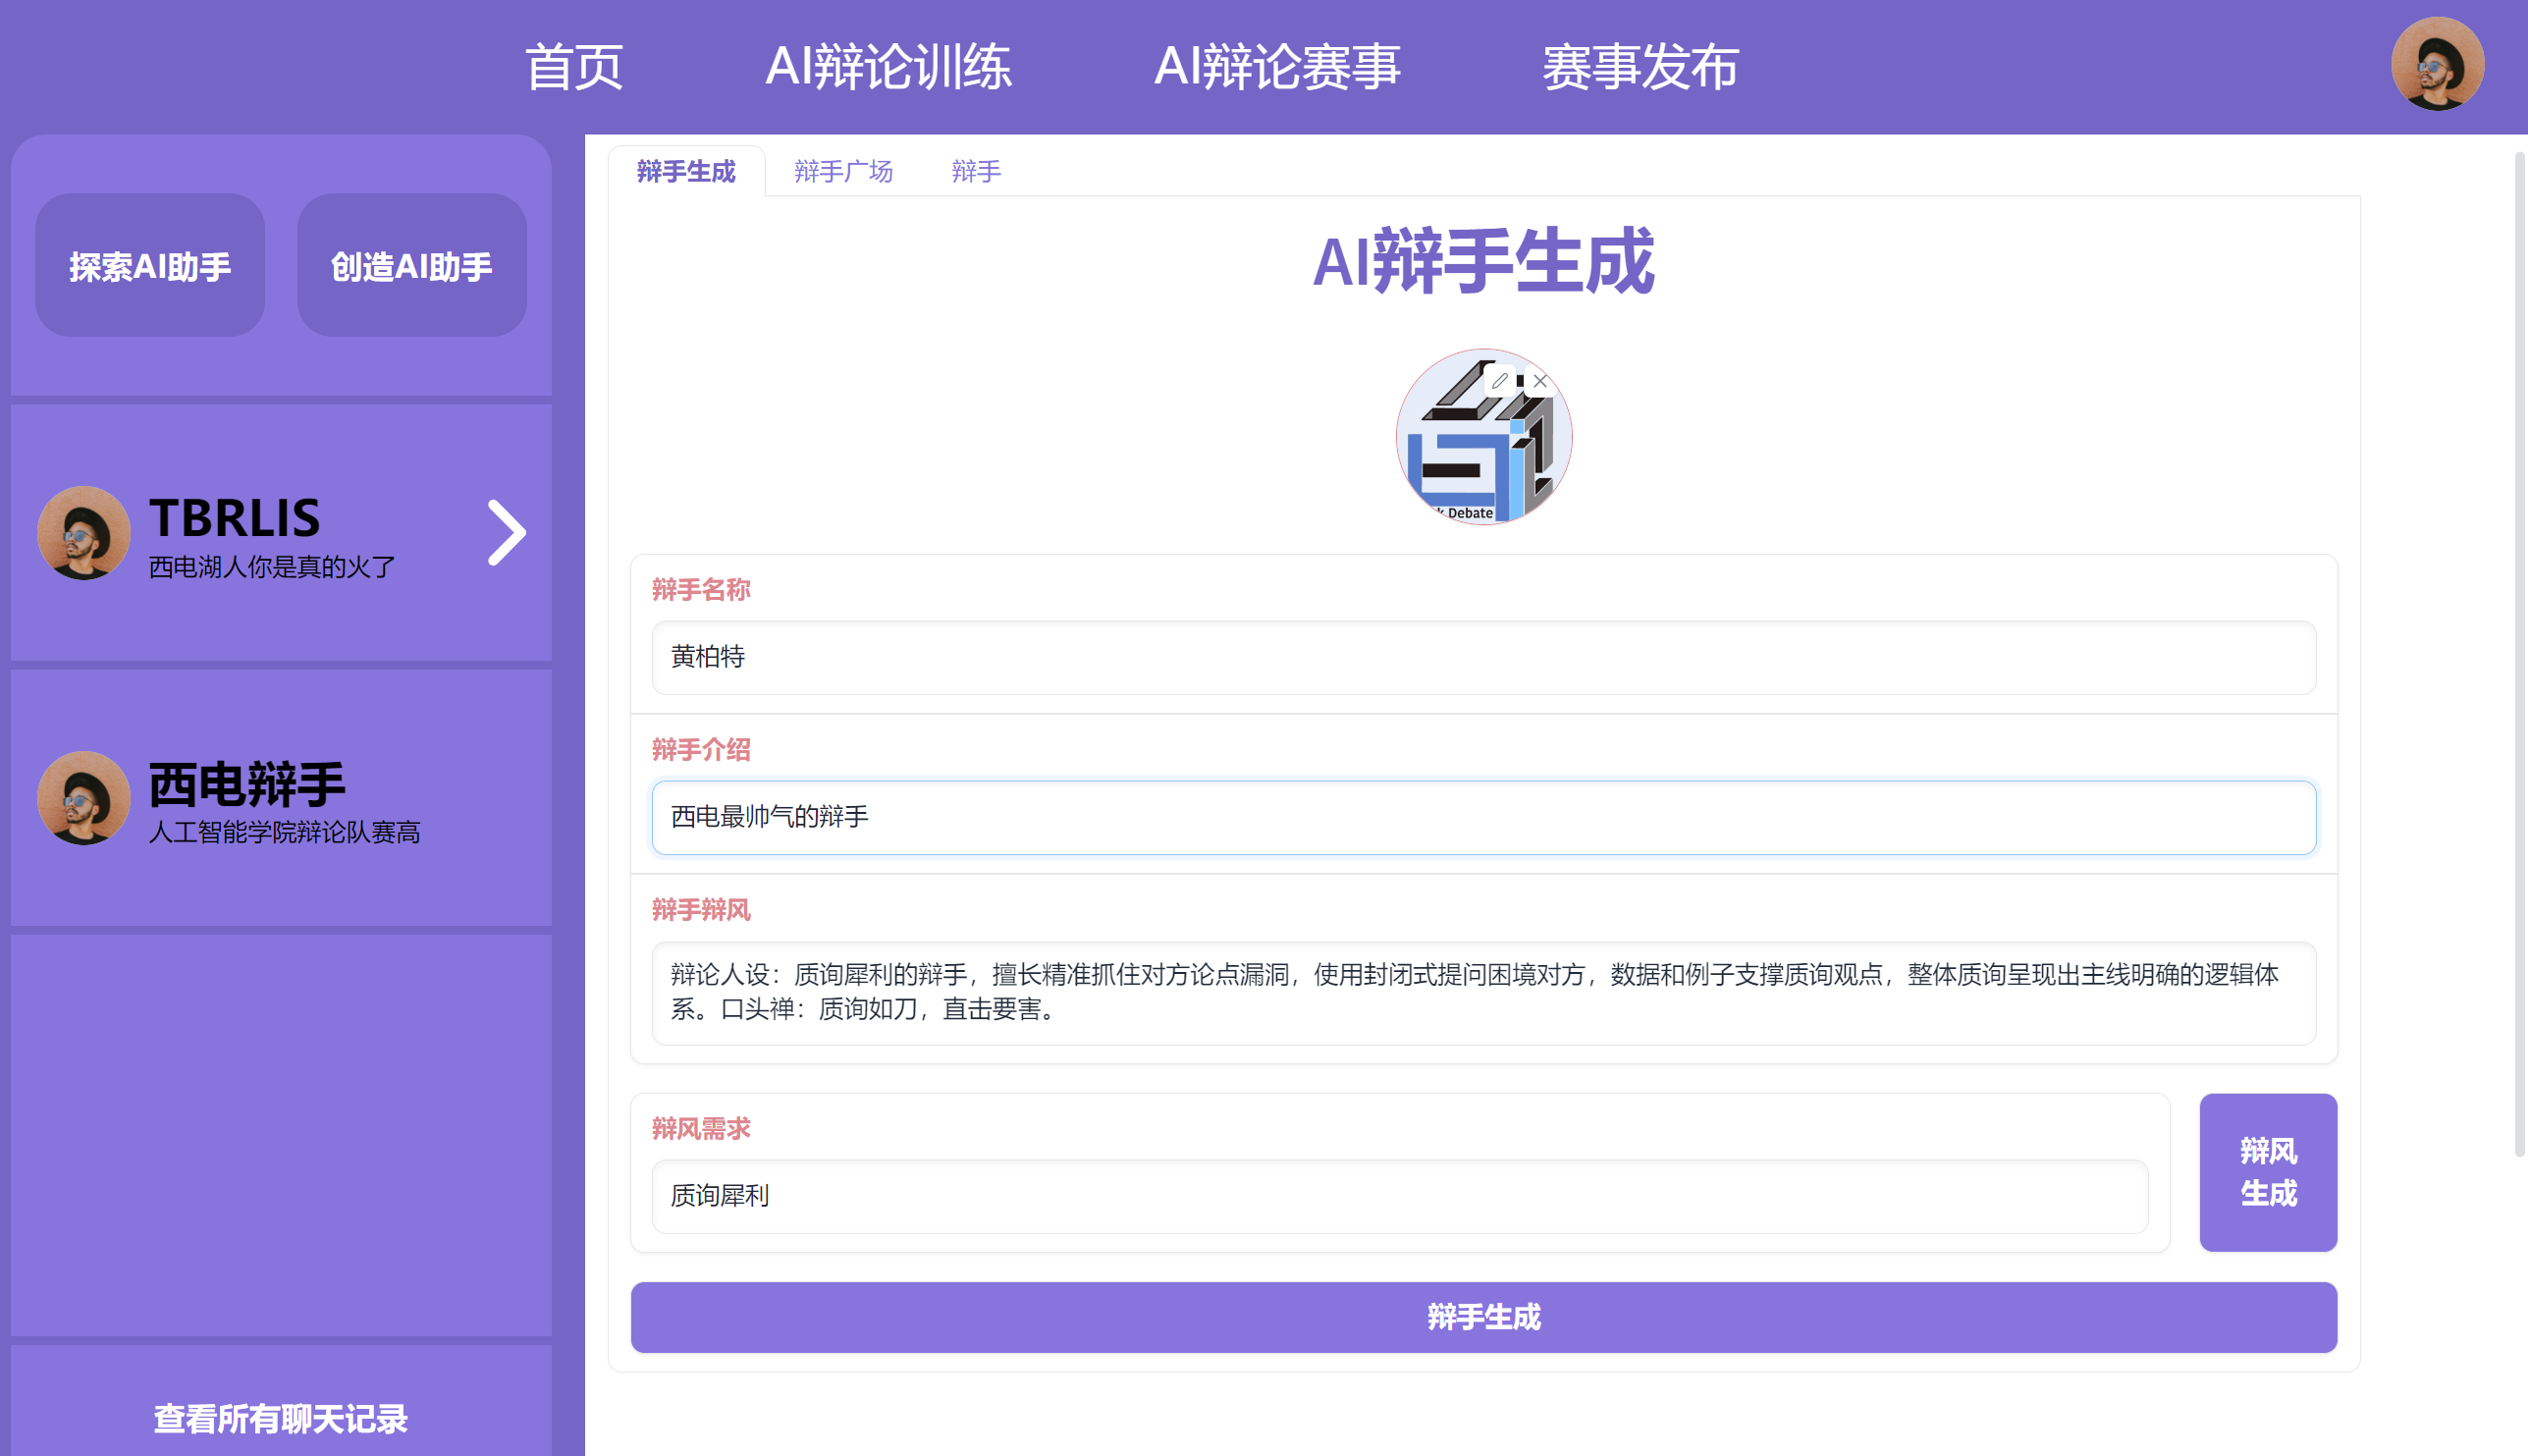 首页
AI辩论训练
AI辩论赛事
赛事发布
探索AI助手
创造AI助手
TBRLIS
西电湖人你是真的火了
西电辩手
人工智能学院辩论队赛高
查看所有聊天记录
辩手生成
辩手广场
辩手
AI辩手生成
k Debate
辩手名称
黄柏特
辩手介绍
西电最帅气的辩手
辩手辩风
辩论人设：质询犀利的辩手，擅长精准抓住对方论点漏洞，使用封闭式提问困境对方，数据和例子支撑质询观点，整体质询呈现出主线明确的逻辑体
系。口头禅：质询如刀，直击要害。
辩风需求
质询犀利
辩风
生成
辩手生成